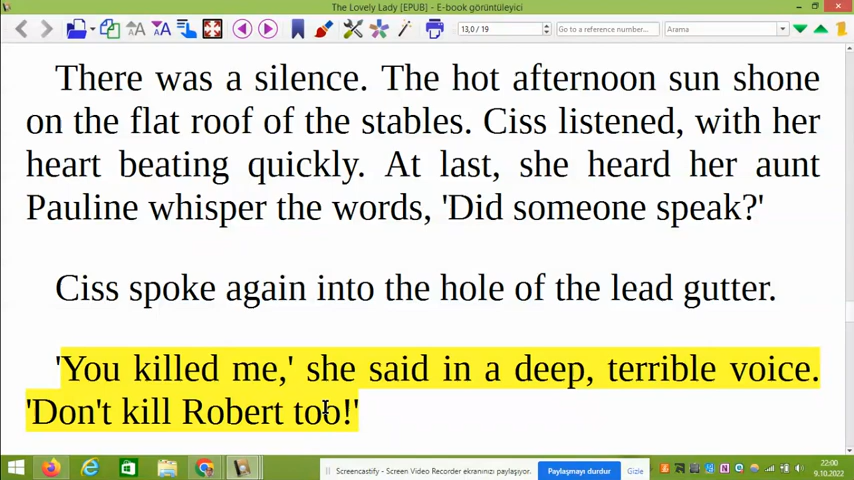 The Lovely Lady [EPUB] - E-book görüntüleyici
13,0 / 19
Go to a reference number...
Arama
There was a silence. The hot afternoon sun shone
on the flat roof of the stables. Ciss listened, with her
heart beating quickly. At last, she heard her aunt
Pauline whisper the words, 'Did someone speak?'
Ciss spoke again into the hole of the lead gutter.
'You killed me,' she said in a deep, terrible voice.
'Don't kill Robert too!'
Screencastify - Screen Video Recorder ekranınızı paylaşıyor.
Paylaşmayı durdur
Gizle
22:00
9.10.2022